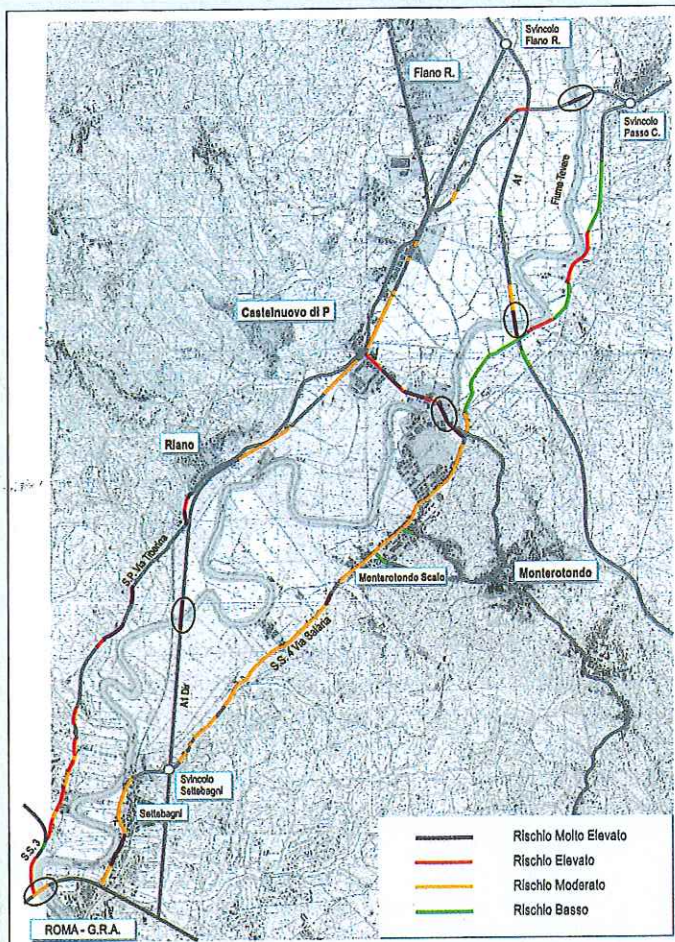 Svincolo
Fiano R.
Fiano R.
Svincolo
Passo C.
A1
Fiume Tevere
Castelnuovo di P
Riano
S.P. Via Tiberina
Monterotondo Scalo
Monterotondo
S.S. 4 Via Salaria
A1 Dir
Svincolo
Settebagni
Settebagni
S.S. 3
ROMA - G.R.A.
Rischio Molto Elevato
Rischio Elevato
Rischio Moderato
Rischio Basso